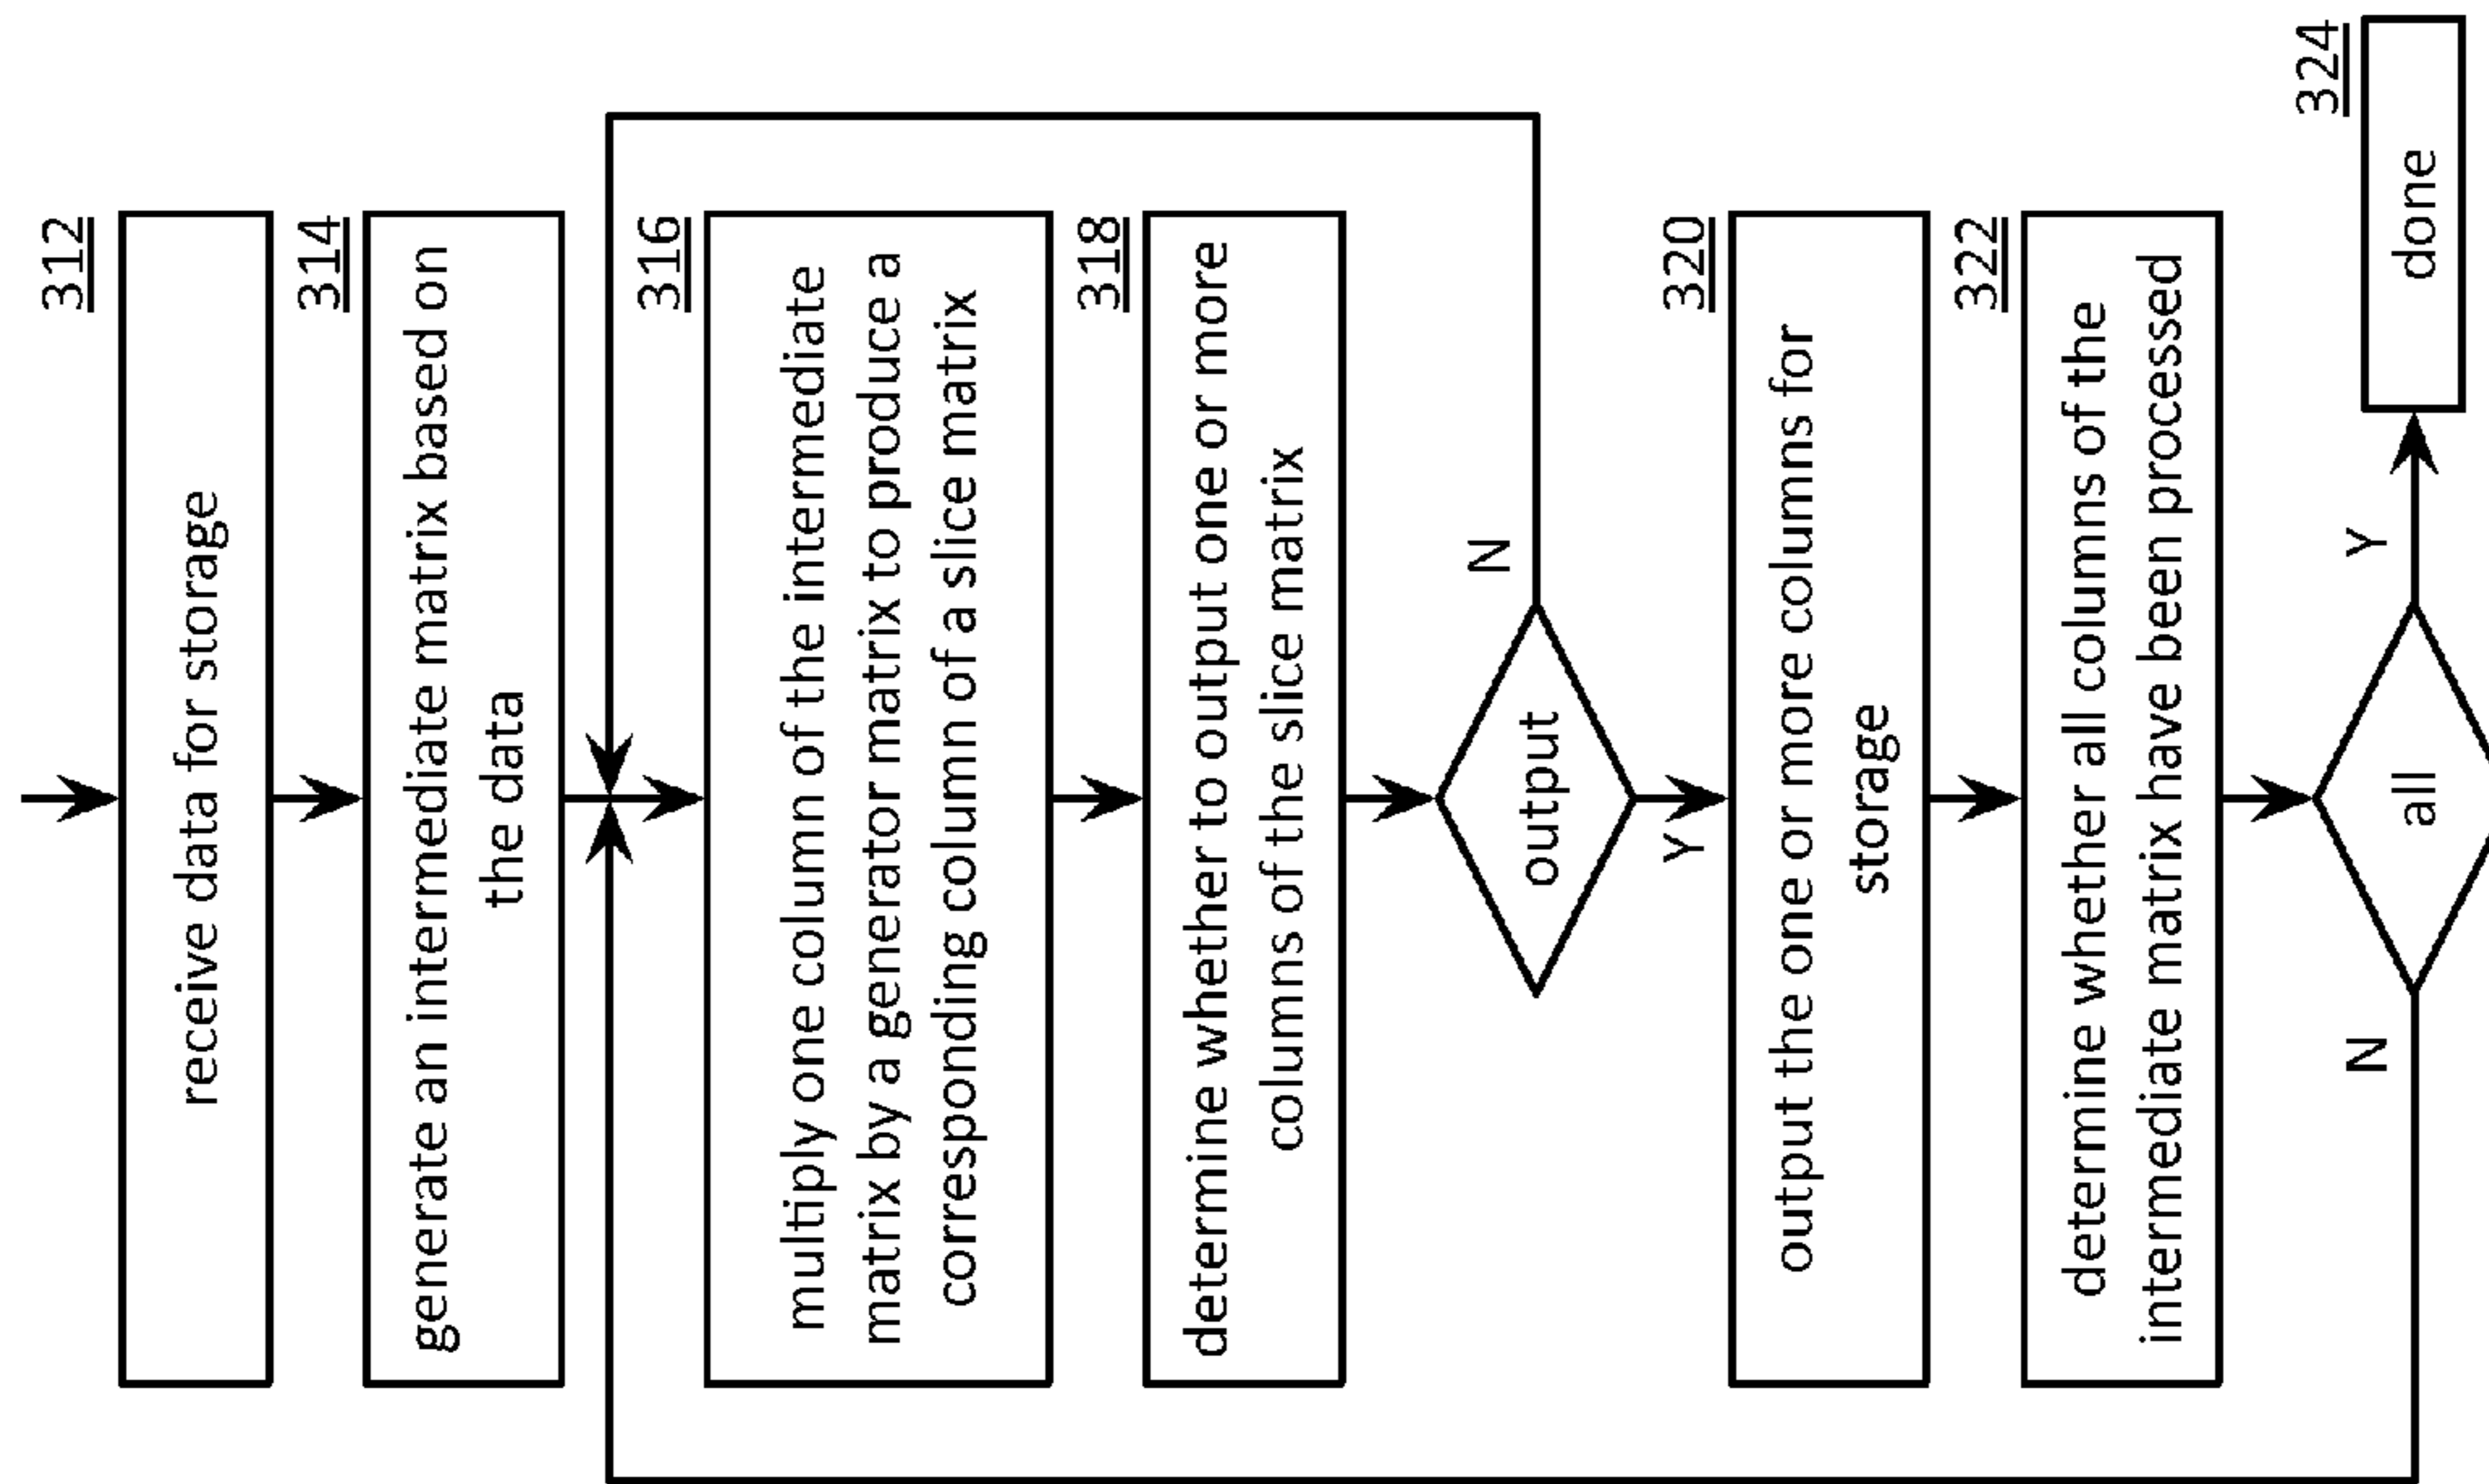 312
receive data for storage
314
generate an intermediate matrix based on
the data
316
multiply one column of the intermediate
matrix by a generator matrix to produce a
corresponding column of a slice matrix
318
determine whether to output one or more
columns of the slice matrix
output
N
Y
320
output the one or more columns for
storage
322
determine whether all columns of the
intermediate matrix have been processed
N
all
Y
324
done